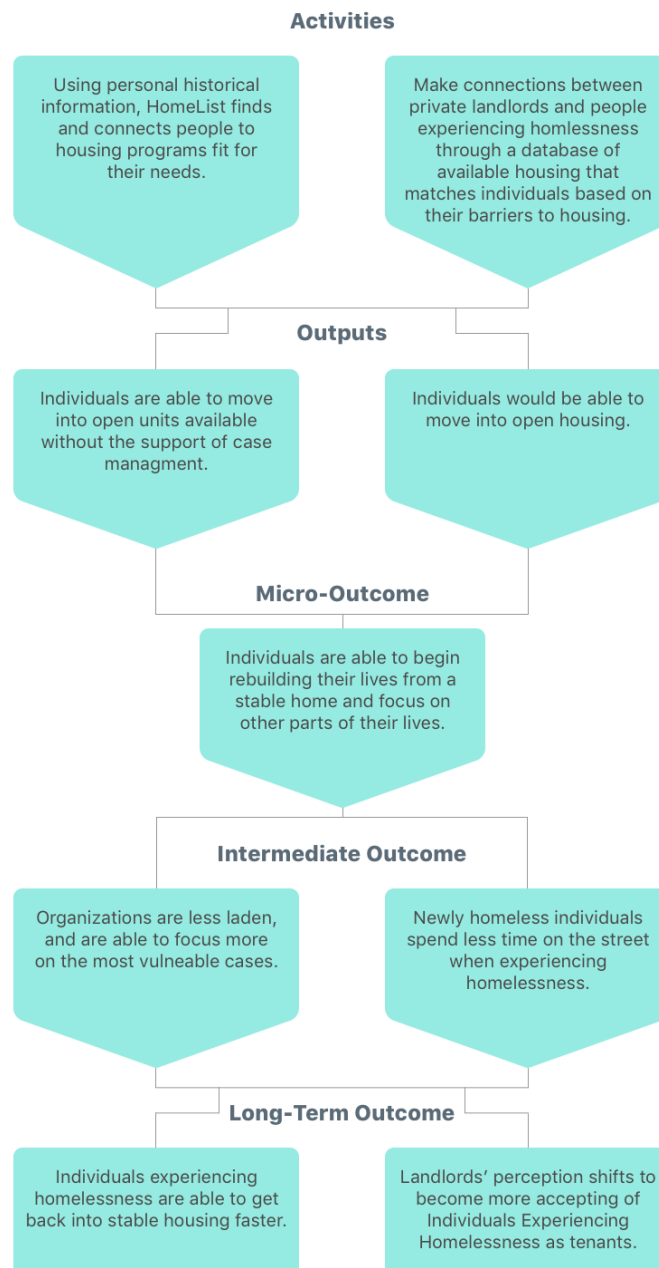 Activities
Using personal historical
information, HomeList finds
and connects people to
housing programs fit for
their needs.
Make connections between
private landlords and people
experiencing homlessness
through a database of
available housing that
matches individuals based on
their barriers to housing.
Outputs
Individuals are able to move
into open units available
without the support of case
managment.
Individuals would be able to
move into open housing.
Micro-Outcome
Individuals are able to begin
rebuilding their lives from a
stable home and focus on
other parts of their lives.
Intermediate Outcome
Organizations are less laden,
and are able to focus more
on the most vulneable cases.
Newly homeless individuals
spend less time on the street
when experiencing
homelessness.
Long-Term Outcome
Individuals experiencing
homelessness are able to get
back into stable housing faster.
Landlords’ perception shifts to
become more accepting of
Individuals Experiencing
Homelessness as tenants.